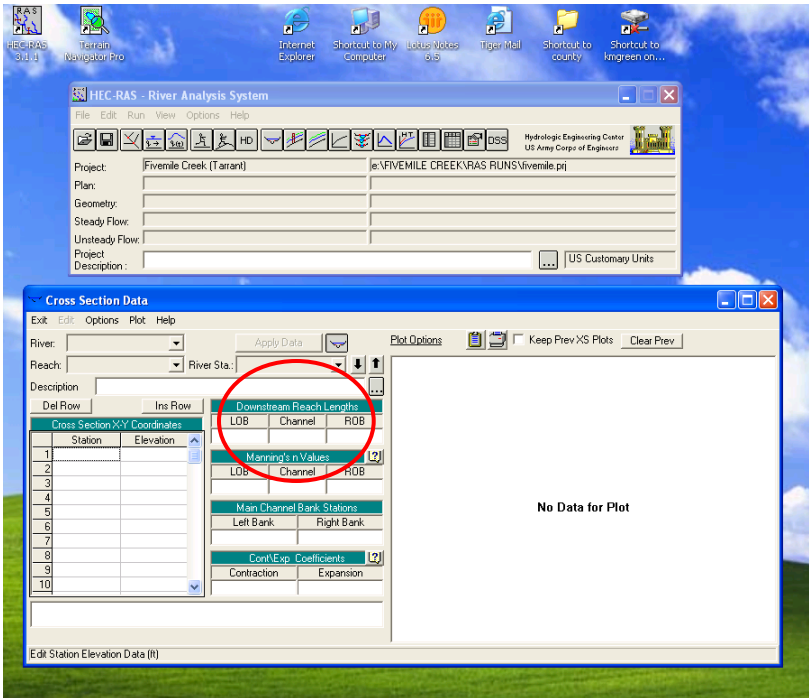 RAS
HEC-RAS 3.1.1
Terrain Navigator Pro
Internet Explorer
Shortcut to My Computer
Lotus Notes 6.5
Tiger Mail
Shortcut to county
Shortcut to kmgreen on...
HEC-RAS - River Analysis System
File Edit Run View Options Help
HD
HT
DSS
Hydrologic Engineering Center
US Army Corps of Engineers
Project: Fivemile Creek (Tarrant) e:\FIVEMILE CREEK\RAS RUNS\fivemile.prj
Plan:
Geometry:
Steady Flow:
Unsteady Flow:
Project Description : ... US Customary Units
Cross Section Data
Exit Edit Options Plot Help
River: Apply Data Plot Options Keep Prev XS Plots Clear Prev
Reach: River Sta.:
Description ...
Del Row Ins Row Downstream Reach Lengths
Cross Section X-Y Coordinates LOB Channel ROB
Station Elevation
1
2
3
4
5
6
7
8
9
10
Manning's n Values ?
LOB Channel ROB
Main Channel Bank Stations
Left Bank Right Bank
Cont\Exp Coefficients ?
Contraction Expansion
No Data for Plot
Edit Station Elevation Data (ft)